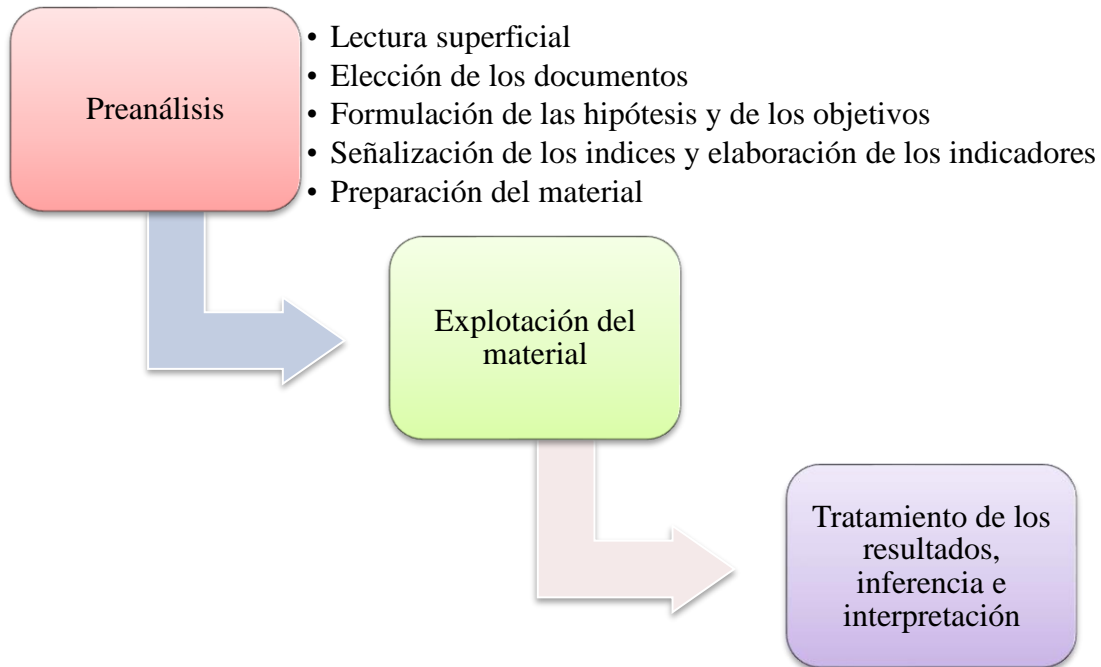 Preanálisis
• Lectura superficial
• Elección de los documentos
• Formulación de las hipótesis y de los objetivos
• Señalización de los indices y elaboración de los indicadores
• Preparación del material
Explotación del
material
Tratamiento de los
resultados,
inferencia e
interpretación